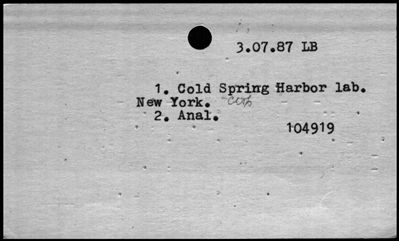 3.07.87 LB
1. Cold Spring Harbor lab.
New York.
2. Anal.
104919